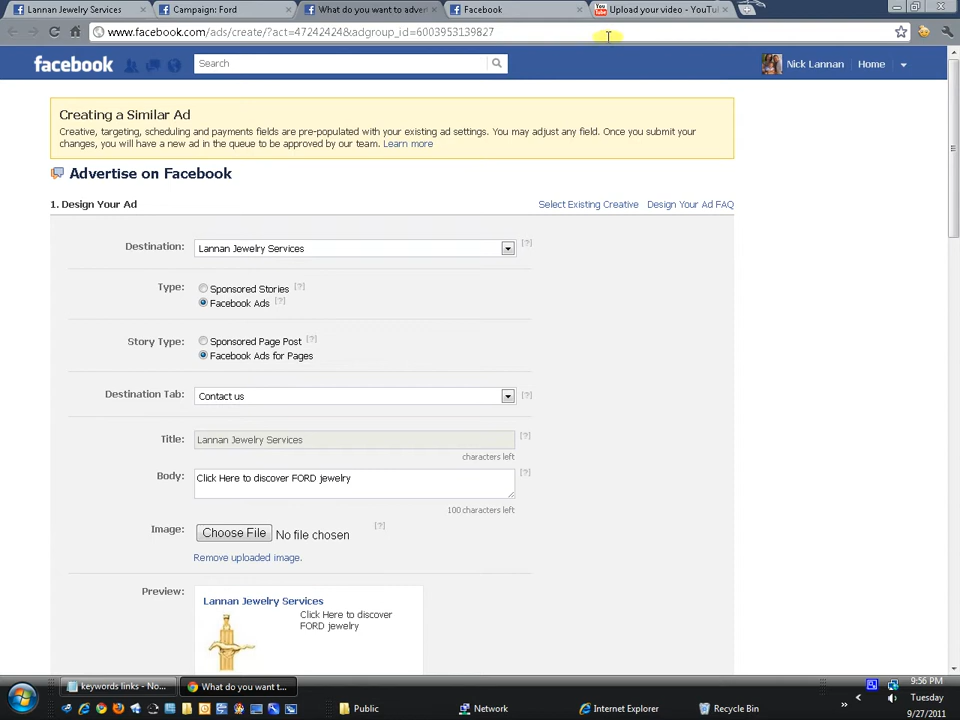 Lannan Jewelry Services
Campaign: Ford
What do you want to adver
Facebook
Upload your video - YouTu
www.facebook.com/ads/create/?act=47242424&adgroup_id=6003953139827
facebook
Search
Nick Lannan
Home
Creating a Similar Ad
Creative, targeting, scheduling and payments fields are pre-populated with your existing ad settings. You may adjust any field. Once you submit your
changes, you will have a new ad in the queue to be approved by our team. Learn more
Advertise on Facebook
1. Design Your Ad
Select Existing Creative
Design Your Ad FAQ
Destination:
Lannan Jewelry Services
[?]
Type:
Sponsored Stories
[?]
Facebook Ads
[?]
Story Type:
Sponsored Page Post
[?]
Facebook Ads for Pages
Destination Tab:
Contact us
[?]
Title:
Lannan Jewelry Services
[?]
characters left
Body:
Click Here to discover FORD jewelry
[?]
100 characters left
Image:
Choose File No file chosen
[?]
Remove uploaded image.
Preview:
Lannan Jewelry Services
Click Here to discover
FORD jewelry
keywords links - No...
What do you want t...
9:56 PM
Tuesday
9/27/2011
Public
Network
Internet Explorer
Recycle Bin